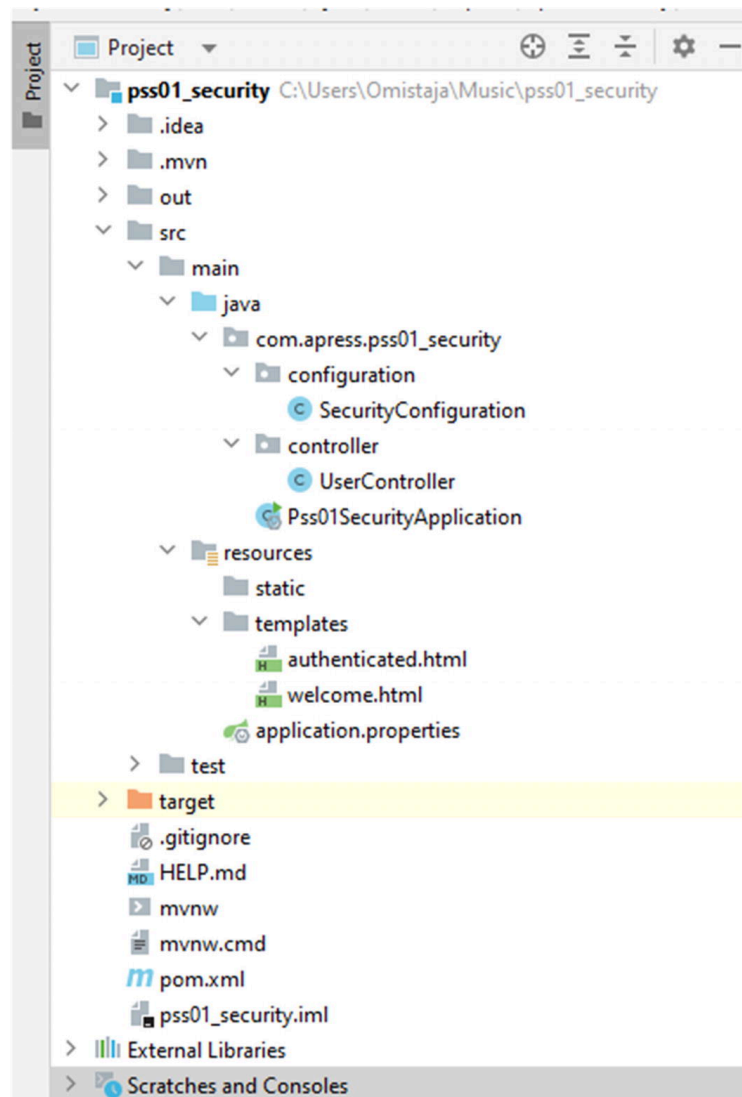 Project
Project
pss01_security C:\Users\Omistaja\Music\pss01_security
.idea
.mvn
out
src
main
java
com.apress.pss01_security
configuration
C SecurityConfiguration
controller
C UserController
Pss01SecurityApplication
resources
static
templates
H authenticated.html
H welcome.html
application.properties
test
target
.gitignore
MD HELP.md
mvnw
mvnw.cmd
m pom.xml
pss01_security.iml
External Libraries
Scratches and Consoles